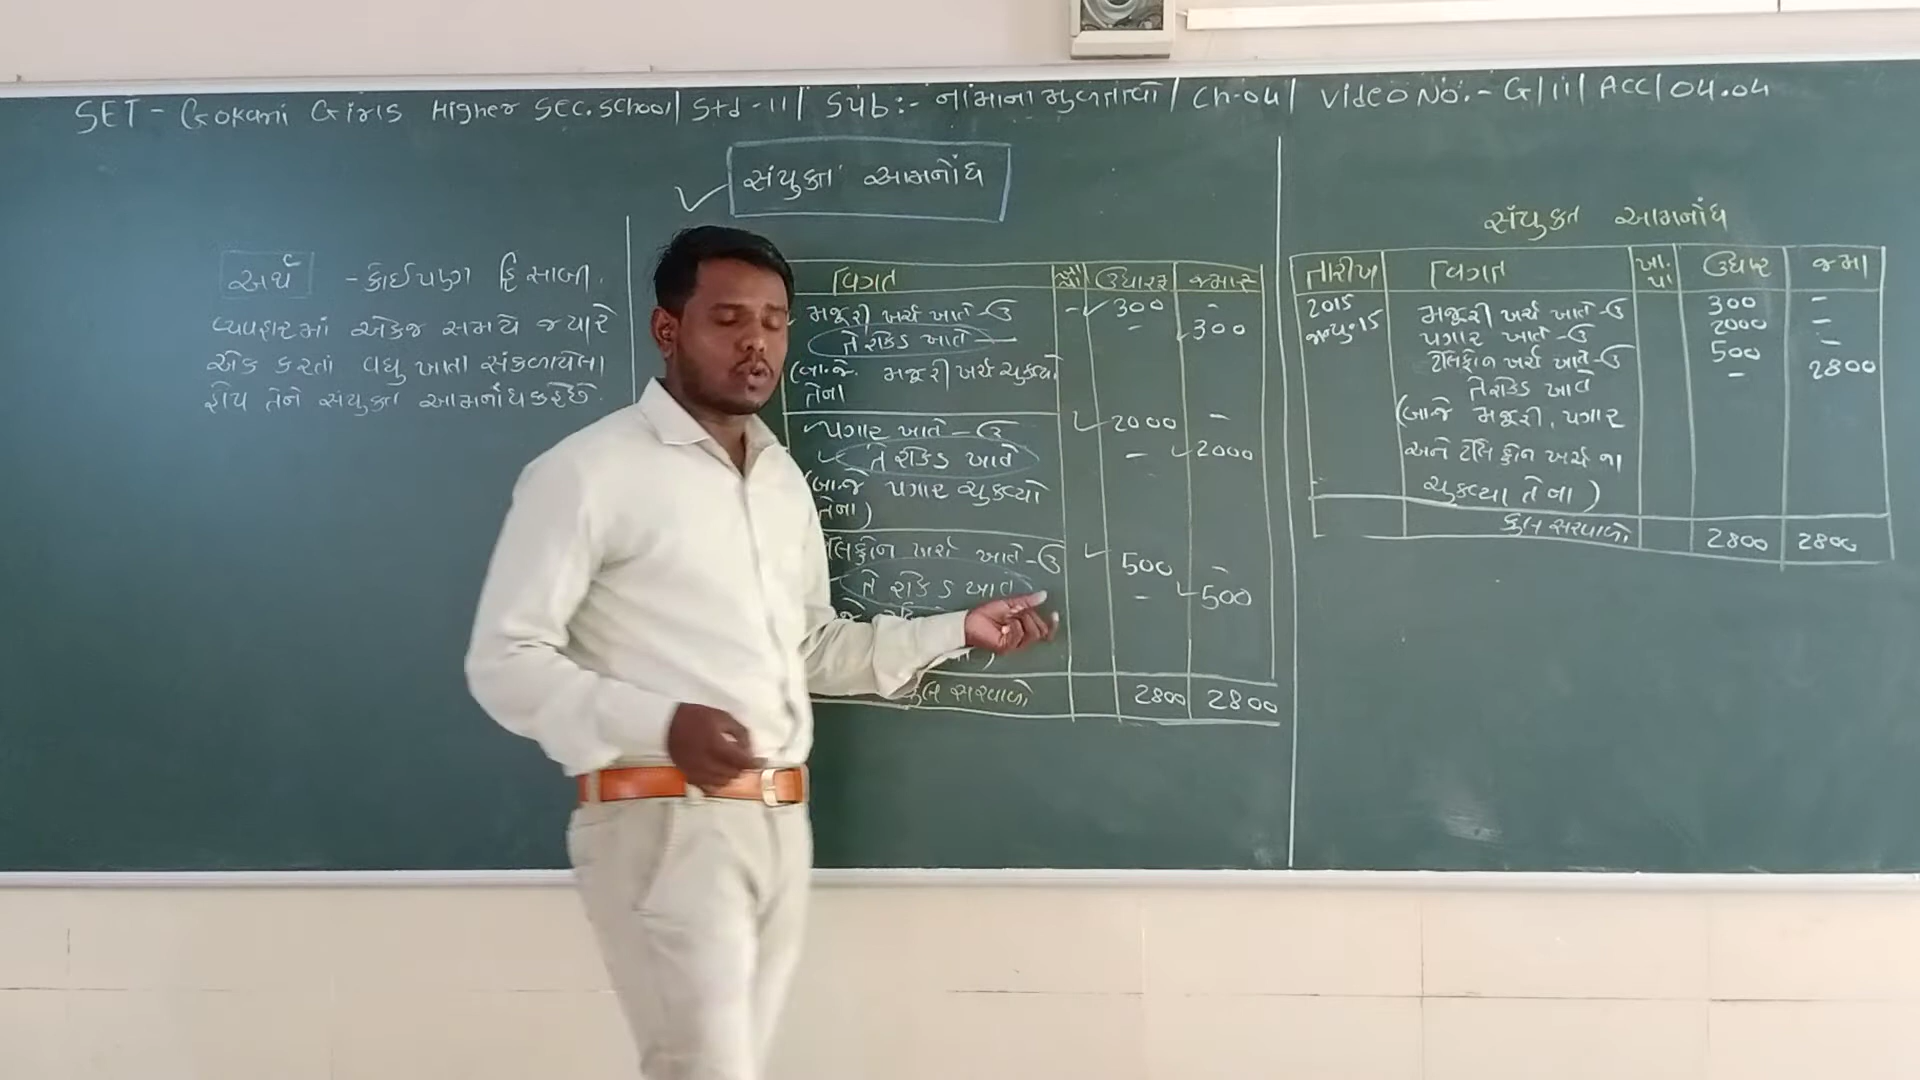 SET - Gokani Girls Higher Sec. School | Std - 11 | Sub :- નામાના મુળતત્વો | Ch-04 | Video No. - G/11/Acc/04.04
સંયુક્ત આમનોંધ
અર્થ - કોઈપણ હિસાબી
વ્યવહારમાં એકજ સમયે જ્યારે
એક કરતાં વધુ ખાતા સંકળાયેલા
હોય તેને સંયુક્ત આમનોંધ કહેછે.
વિગત ખા. પા ઉધારરૂ જમારૂ
મજૂરી ખર્ચ ખાતે - ઉ 300 -
તે રોકડ ખાતે - 300
(બા.જે. મજૂરી ખર્ચ ચુકવ્યો
તેના
પગાર ખાતે - ઉ 2000 -
તે રોકડ ખાતે - 2000
(બા.જે પગાર ચુકવ્યો
તેના)
લિફોન ખર્ચ ખાતે - ઉ 500 -
તે રોકડ ખાતે - 500
કુલ સરવાળો 2800 2800
સંયુક્ત આમનોંધ
તારીખ વિગત ખા. પા ઉધાર જમા
2015 મજૂરી ખર્ચ ખાતે - ઉ 300 -
જાન્યુ. 15 પગાર ખાતે - ઉ 2000 -
ટેલિફોન ખર્ચ ખાતે - ઉ 500 -
તે રોકડ ખાતે - 2800
(બા.જે મજૂરી, પગાર
અને ટેલિફોન ખર્ચ ના
ચુકવ્યા તેના)
કુલ સરવાળો 2800 2800